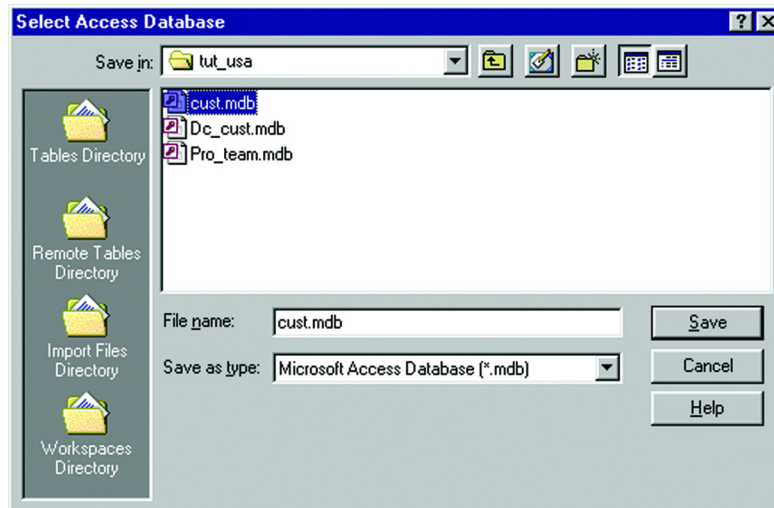 Select Access Database
Save in: tut_usa
Tables Directory
Remote Tables
Directory
Import Files
Directory
Workspaces
Directory
cust.mdb
Dc_cust.mdb
Pro_team.mdb
File name: cust.mdb
Save as type: Microsoft Access Database (*.mdb)
Save
Cancel
Help